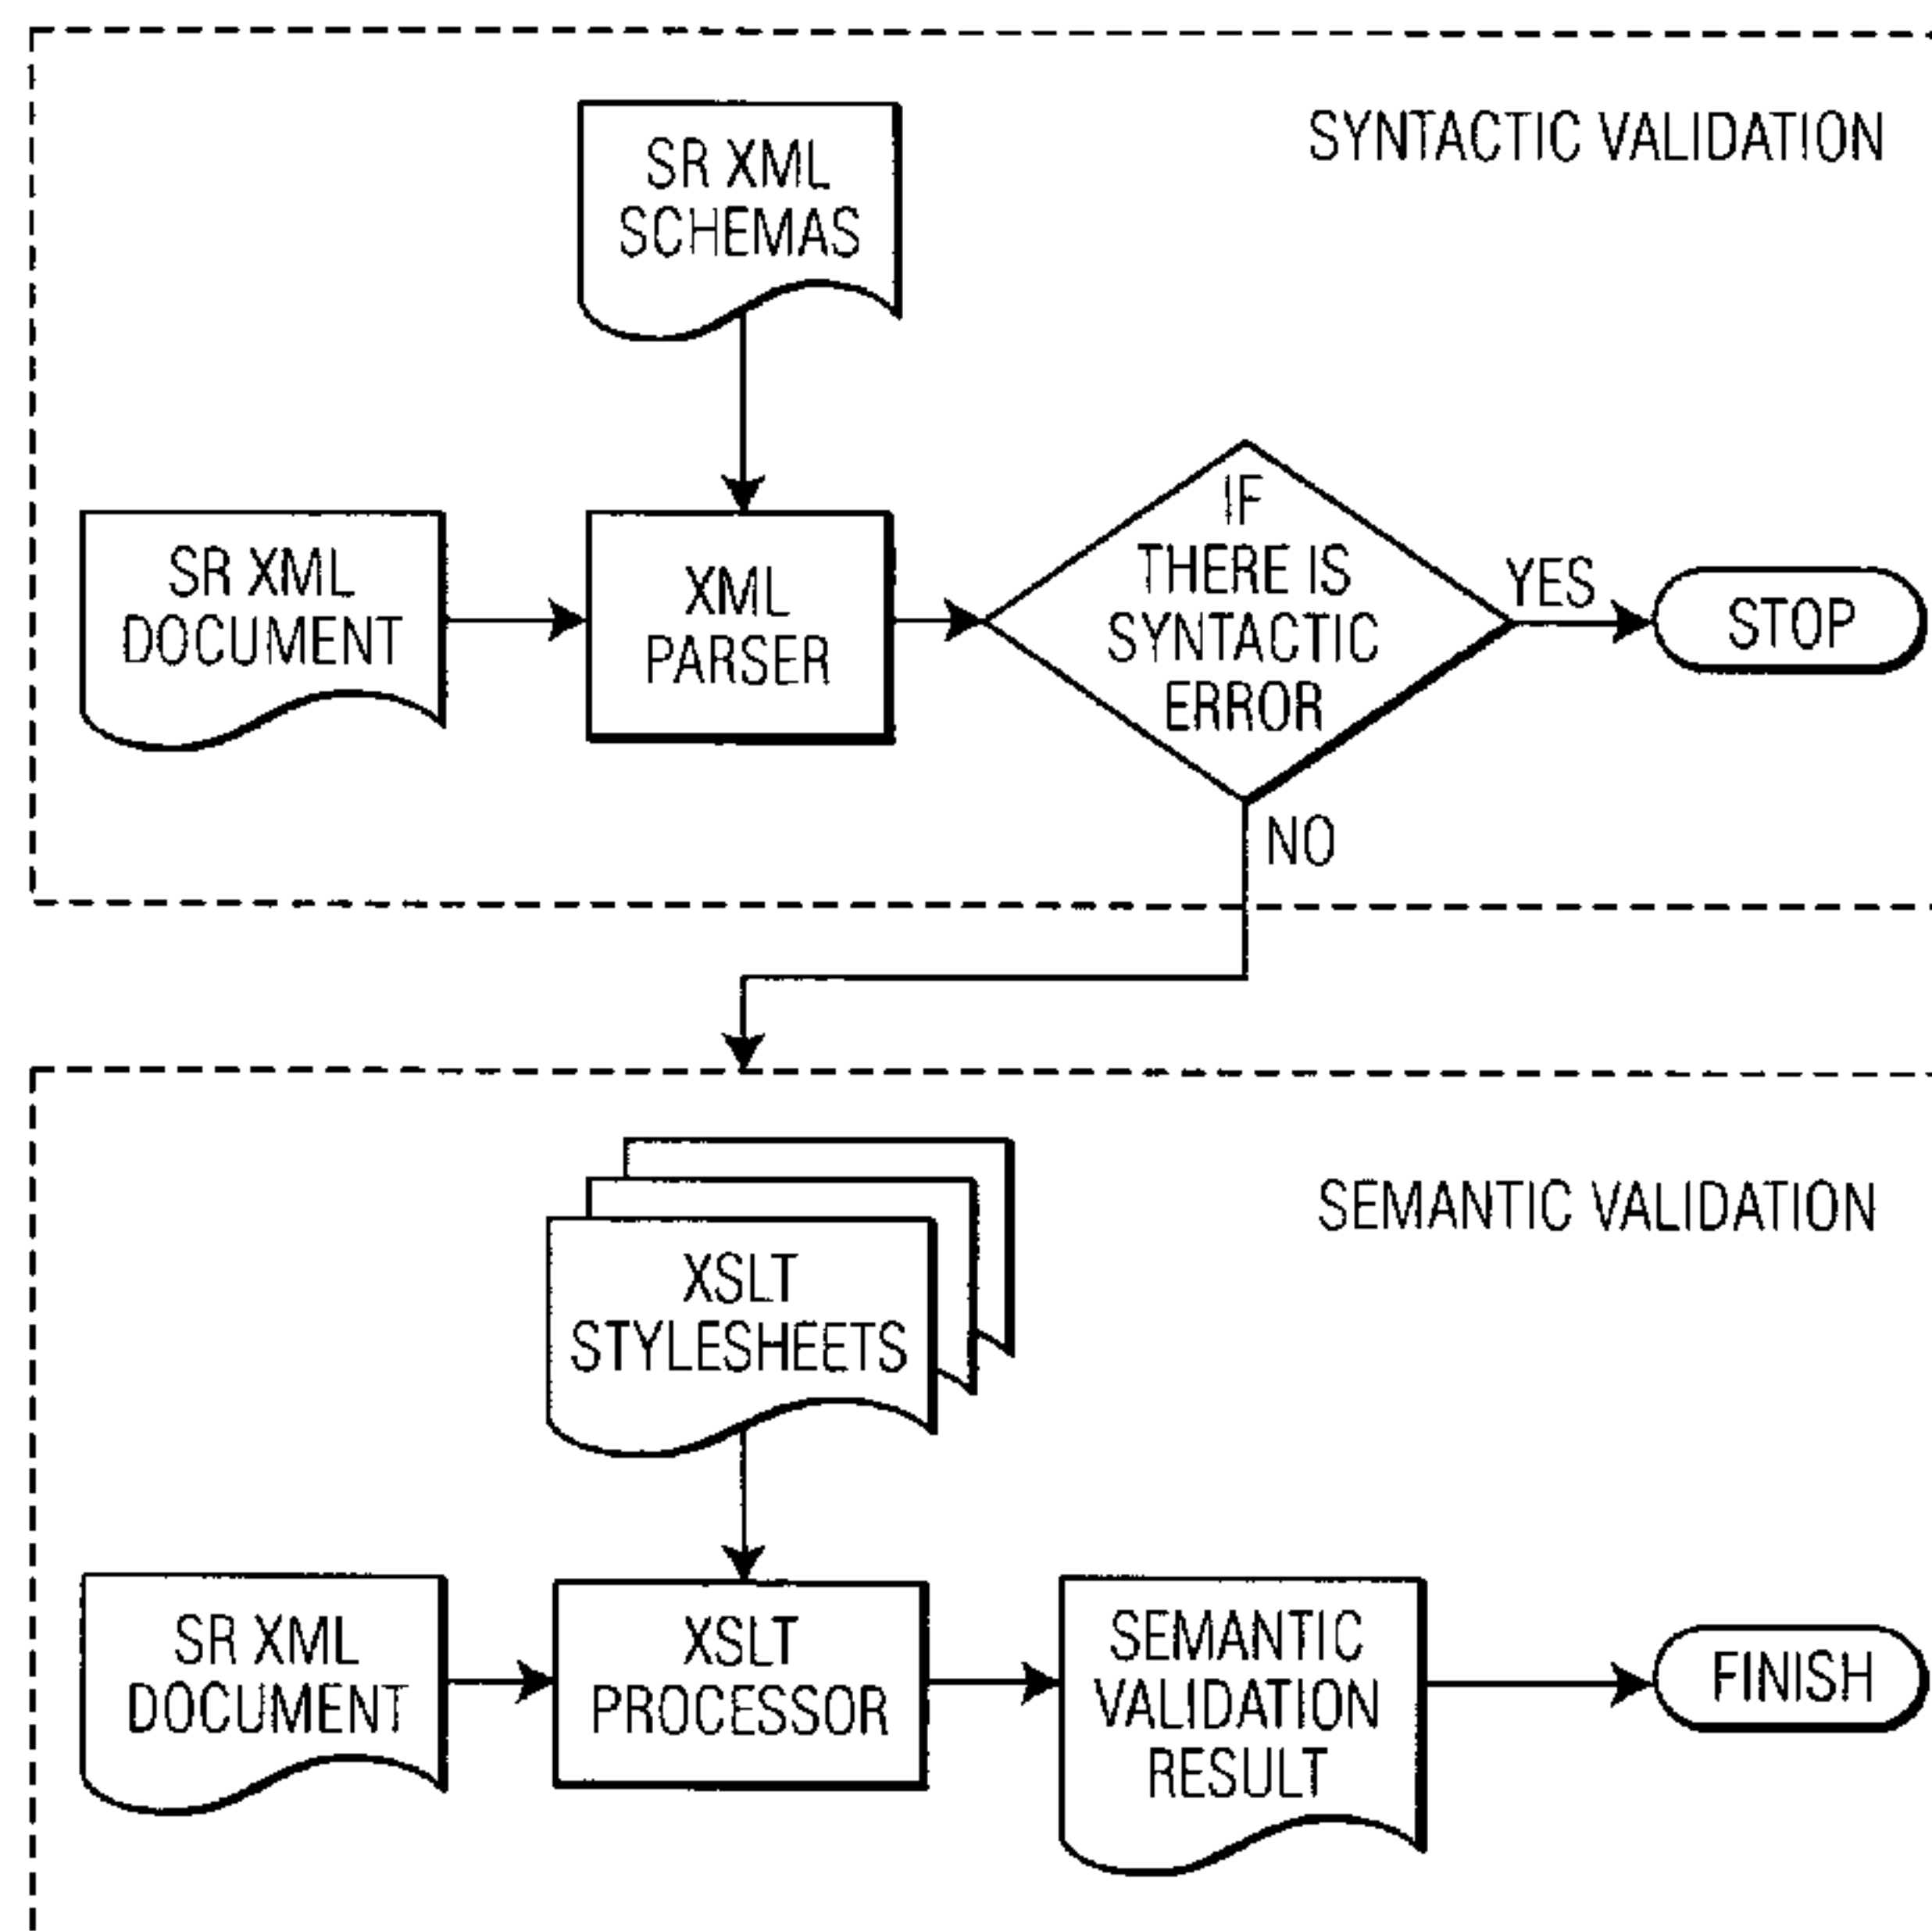 SYNTACTIC VALIDATION
SR XML
SCHEMAS
SR XML
DOCUMENT
XML
PARSER
IF
THERE IS
SYNTACTIC
ERROR
YES
STOP
NO
SEMANTIC VALIDATION
XSLT
STYLESHEETS
SR XML
DOCUMENT
XSLT
PROCESSOR
SEMANTIC
VALIDATION
RESULT
FINISH